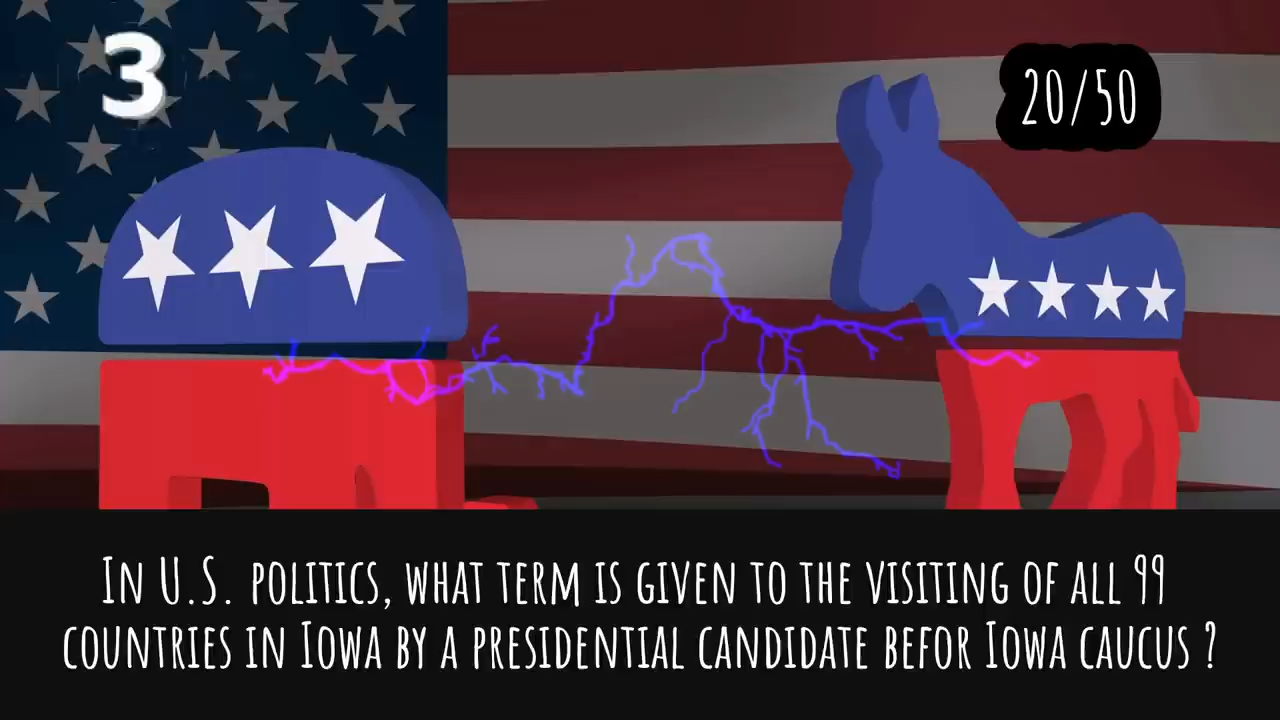 3
20/50
In U.S. politics, what term is given to the visiting of all 99
countries in Iowa by a presidential candidate befor Iowa caucus ?